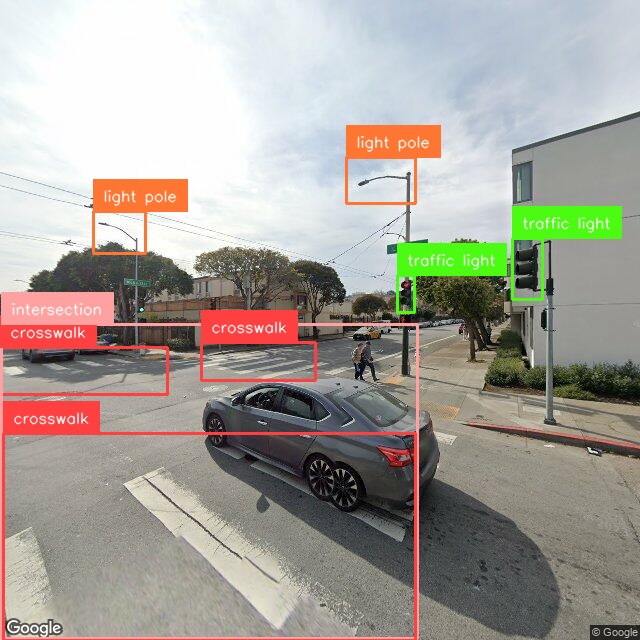 light pole
light pole
traffic light
traffic light
intersection
crosswalk
crosswalk
crosswalk
Google
© Google